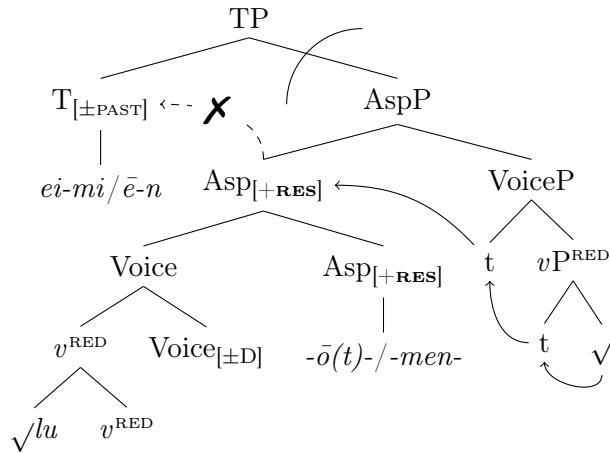 TP
T[±PAST] ✗ AspP
ei-mi/ē-n Asp[+RES] VoiceP
Voice Asp[+RES] t vP^RED
v^RED Voice[±D] -ō(t)-/-men- t √
√lu v^RED